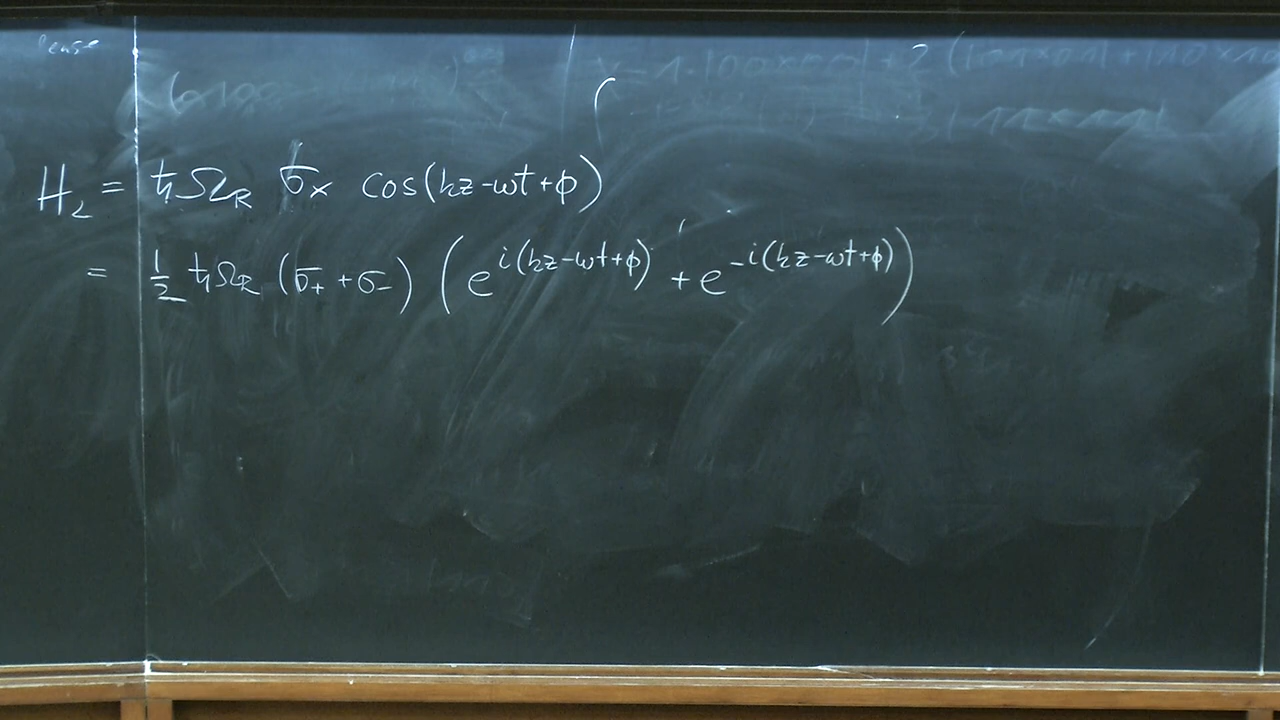 H_L = ħΩ_R σ_x cos(kz-ωt+φ)
= 1/2 ħΩ_R (σ_+ + σ_-) (e^{i(kz-ωt+φ)} + e^{-i(kz-ωt+φ)})